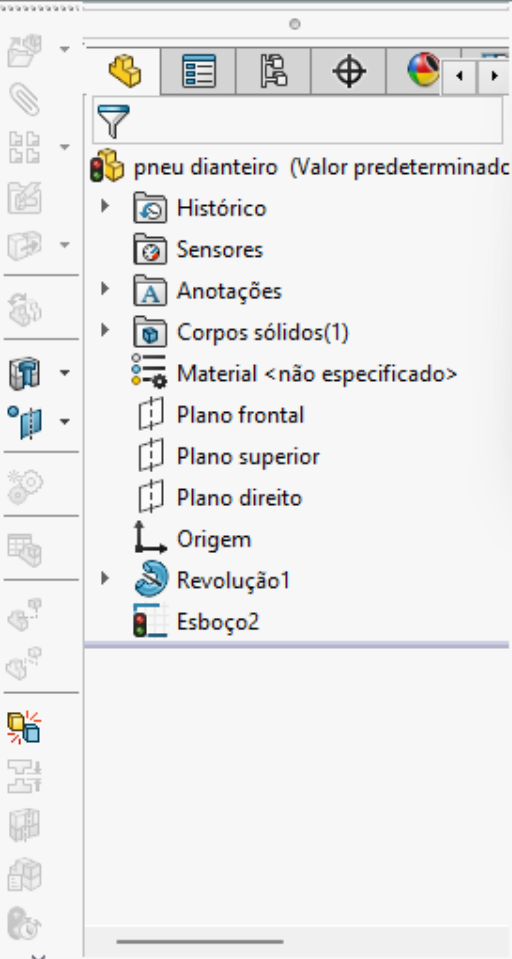 pneu dianteiro (Valor predeterminado
Histórico
Sensores
Anotações
Corpos sólidos(1)
Material <não especificado>
Plano frontal
Plano superior
Plano direito
Origem
Revolução1
Esboço2